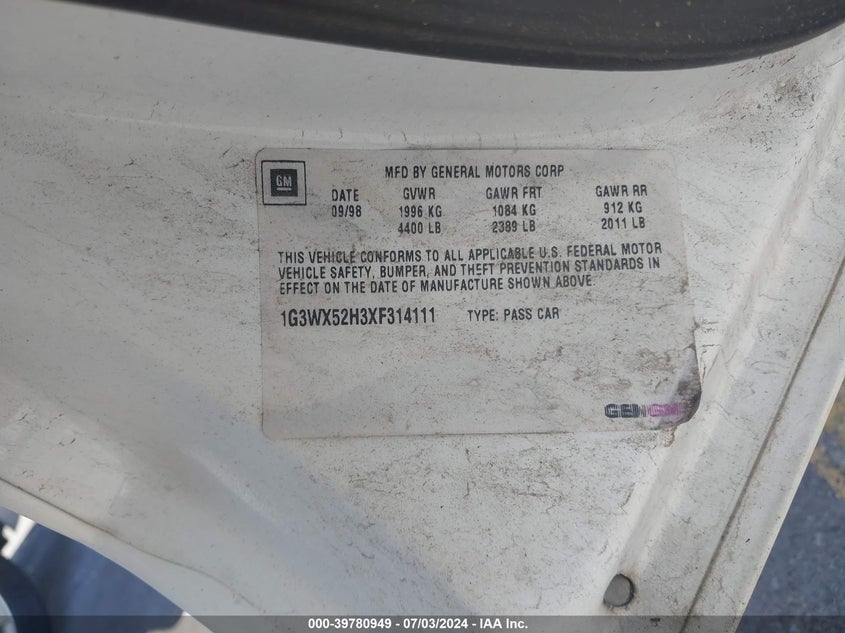 MFD BY GENERAL MOTORS CORP
GM
DATE GVWR GAWR FRT GAWR RR
09/98 1996 KG 1084 KG 912 KG
4400 LB 2389 LB 2011 LB
THIS VEHICLE CONFORMS TO ALL APPLICABLE U.S. FEDERAL MOTOR
VEHICLE SAFETY, BUMPER, AND THEFT PREVENTION STANDARDS IN
EFFECT ON THE DATE OF MANUFACTURE SHOWN ABOVE.
1G3WX52H3XF314111 TYPE: PASS CAR
000-39780949 - 07/03/2024 - IAA Inc.